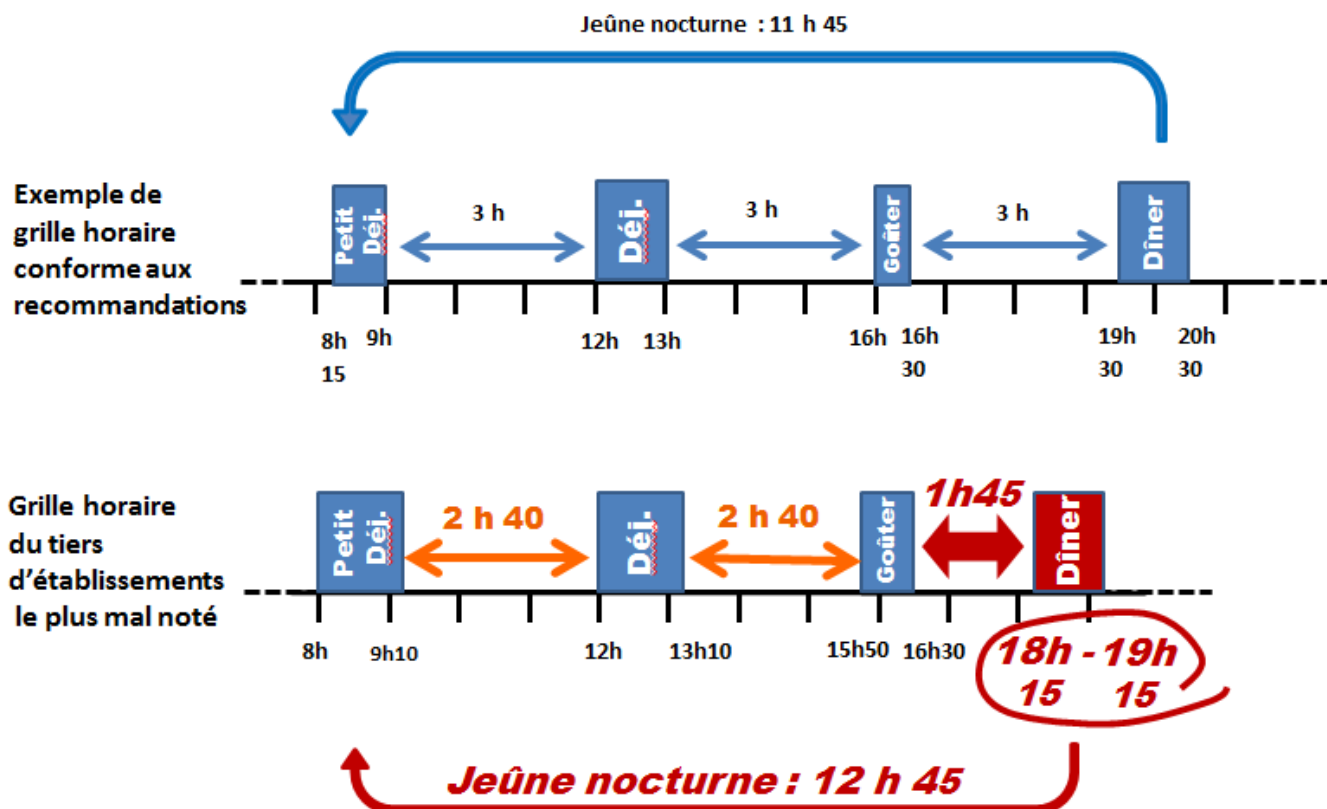 Jeûne nocturne : 11 h 45
Exemple de
grille horaire
conforme aux
recommandations
Petit
Déj.
3 h
Déj.
3 h
Goûter
3 h
Dîner
8h
15
9h
12h
13h
16h
16h
30
19h
30
20h
30
Grille horaire
du tiers
d'établissements
le plus mal noté
Petit
Déj.
2 h 40
Déj.
2 h 40
Goûter
1h45
Dîner
8h
9h10
12h
13h10
15h50
16h30
18h - 19h
15 15
Jeûne nocturne : 12 h 45